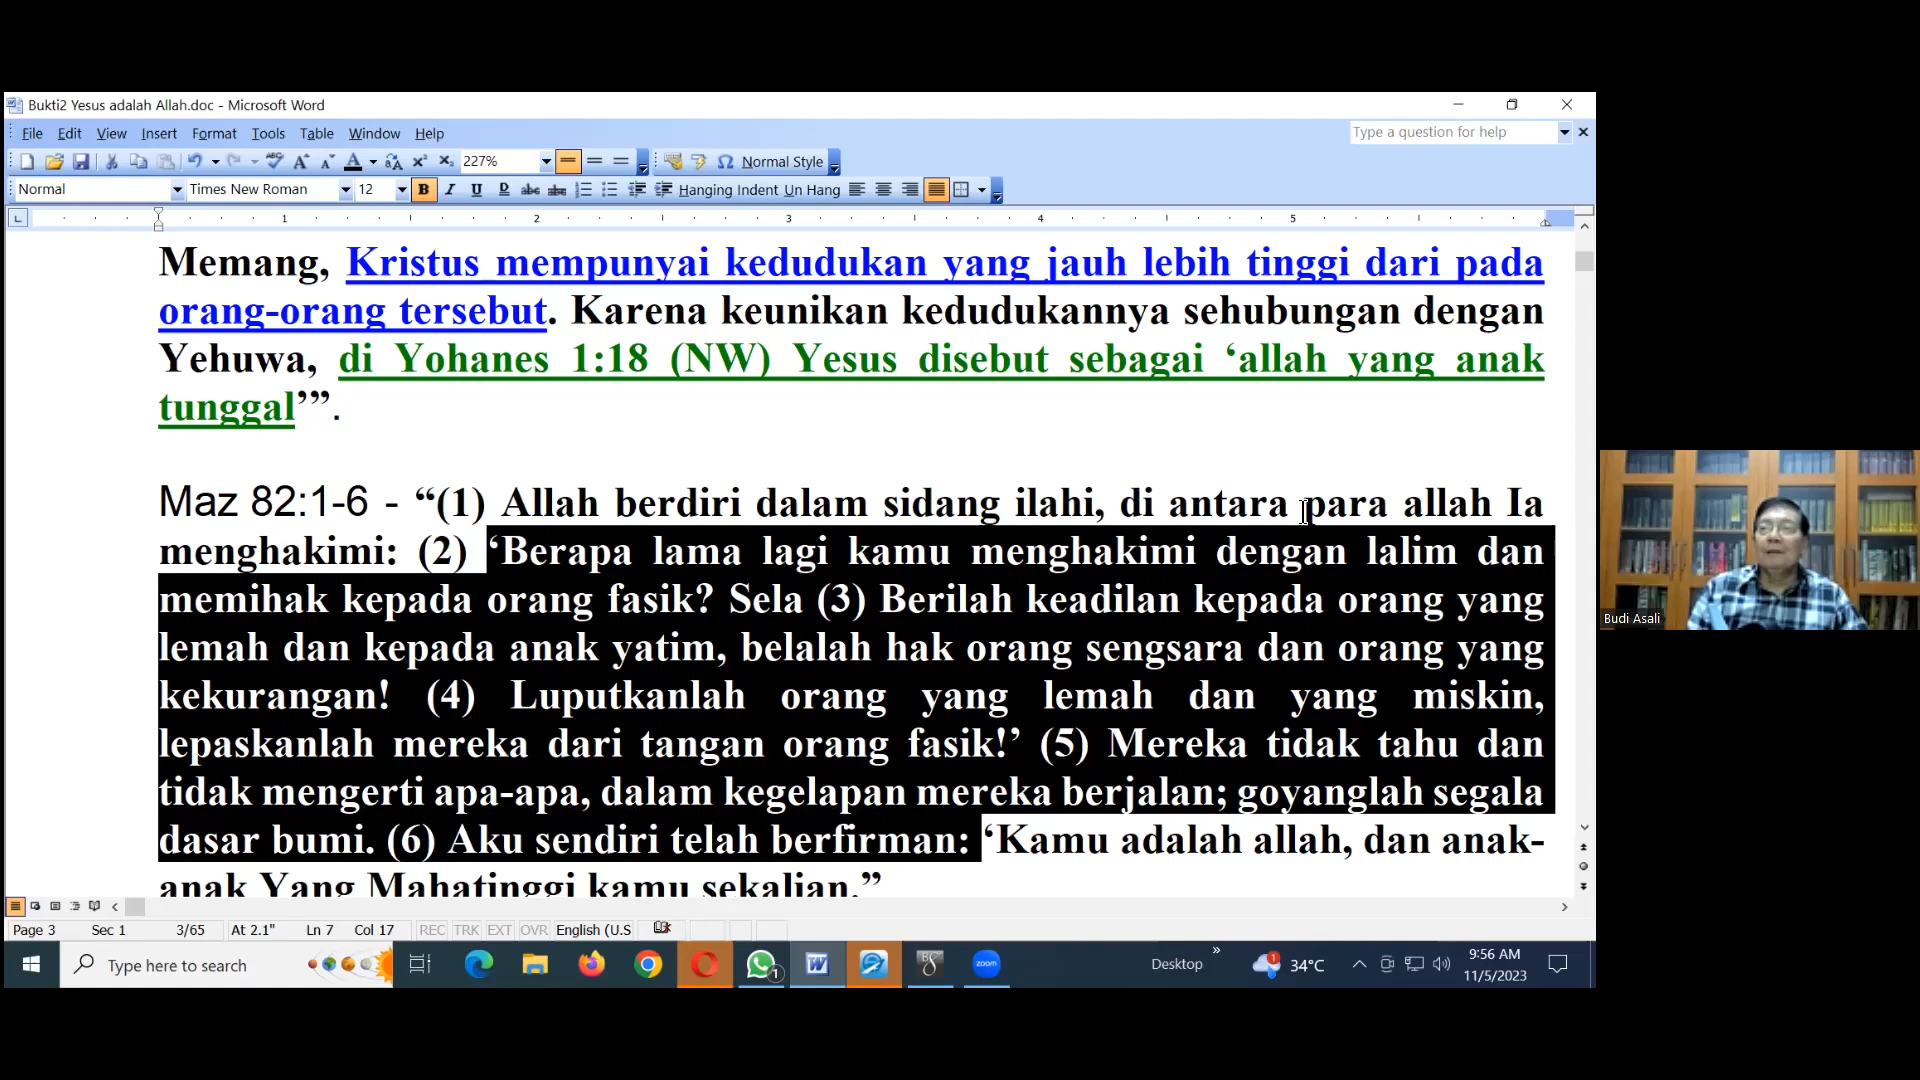 Bukti2 Yesus adalah Allah.doc - Microsoft Word
File Edit View Insert Format Tools Table Window Help
Type a question for help
227%
Normal Style
Normal
Times New Roman
12
Hanging Indent Un Hang
1 2 3 4 5
Memang, Kristus mempunyai kedudukan yang jauh lebih tinggi dari pada
orang-orang tersebut. Karena keunikan kedudukannya sehubungan dengan
Yehuwa, di Yohanes 1:18 (NW) Yesus disebut sebagai ‘allah yang anak
tunggal’”.
Maz 82:1-6 - “(1) Allah berdiri dalam sidang ilahi, di antara para allah Ia
menghakimi: (2) ‘Berapa lama lagi kamu menghakimi dengan lalim dan
memihak kepada orang fasik? Sela (3) Berilah keadilan kepada orang yang
lemah dan kepada anak yatim, belalah hak orang sengsara dan orang yang
kekurangan! (4) Luputkanlah orang yang lemah dan yang miskin,
lepaskanlah mereka dari tangan orang fasik!’ (5) Mereka tidak tahu dan
tidak mengerti apa-apa, dalam kegelapan mereka berjalan; goyanglah segala
dasar bumi. (6) Aku sendiri telah berfirman: ‘Kamu adalah allah, dan anak-
anak Yang Mahatinggi kamu sekalian.”
Budi Asali
Page 3 Sec 1 3/65 At 2.1" Ln 7 Col 17 REC TRK EXT OVR English (U.S
Type here to search
1
zoom
Desktop
1
34°C
9:56 AM
11/5/2023